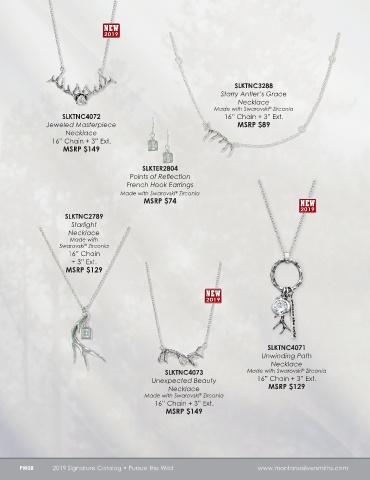 NEW
2019
SLKTNC4072
Jeweled Masterpiece
Necklace
16" Chain + 3" Ext.
MSRP $149
SLKTNC3288
Starry Antler's Grace
Necklace
Made with Swarovski® Zirconia
16" Chain + 3" Ext.
MSRP $89
SLKTER2804
Points of Reflection
French Hook Earrings
Made with Swarovski® Zirconia
MSRP $74
SLKTNC2789
Starlight
Necklace
Made with
Swarovski® Zirconia
16" Chain
+ 3" Ext.
MSRP $129
NEW
2019
NEW
2019
SLKTNC4073
Unexpected Beauty
Necklace
Made with Swarovski® Zirconia
16" Chain + 3" Ext.
MSRP $149
SLKTNC4071
Unwinding Path
Necklace
Made with Swarovski® Zirconia
16" Chain + 3" Ext.
MSRP $129
2019 Signature Catalog • Pursue the Wild
www.montanasilversmiths.com